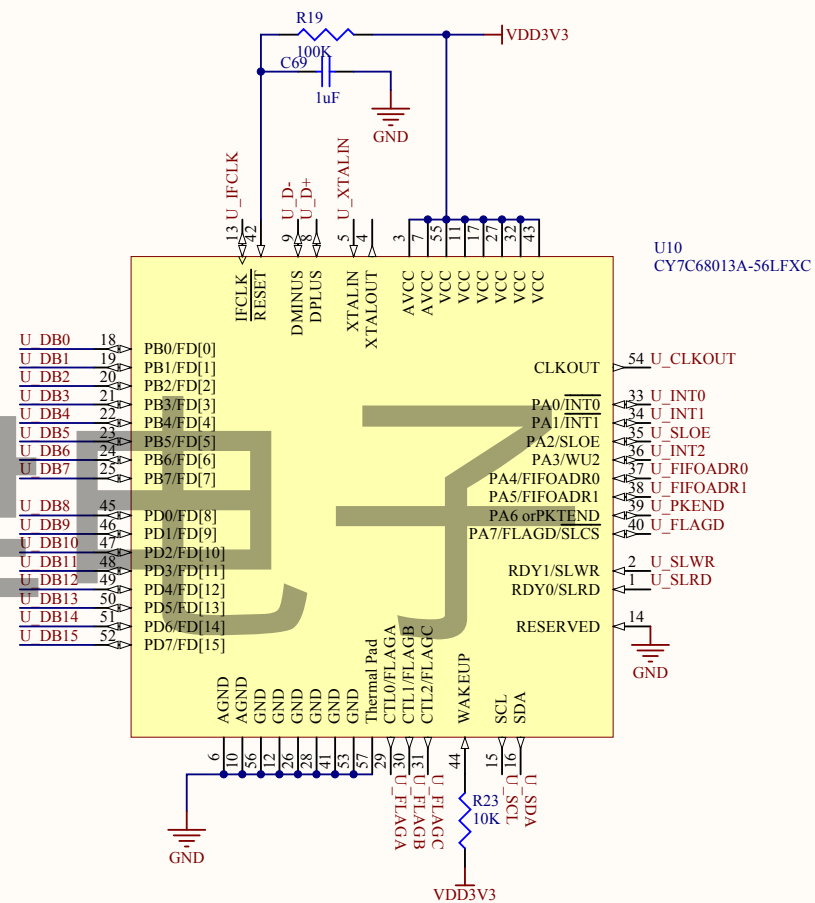 R19
100K
VDD3V3
C69
1uF
GND
U_IFCLK
U_D-
U_D+
U_XTALIN
13
42
9
8
5
4
3
7
55
11
17
27
32
43
IFCLK
RESET
DMINUS
DPLUS
XTALIN
XTALOUT
AVCC
AVCC
VCC
VCC
VCC
VCC
VCC
VCC
U10
CY7C68013A-56LFXC
U_DB0 18 PB0/FD[0]
U_DB1 19 PB1/FD[1]
U_DB2 20 PB2/FD[2]
U_DB3 21 PB3/FD[3]
U_DB4 22 PB4/FD[4]
U_DB5 23 PB5/FD[5]
U_DB6 24 PB6/FD[6]
U_DB7 25 PB7/FD[7]
U_DB8 45 PD0/FD[8]
U_DB9 46 PD1/FD[9]
U_DB10 47 PD2/FD[10]
U_DB11 48 PD3/FD[11]
U_DB12 49 PD4/FD[12]
U_DB13 50 PD5/FD[13]
U_DB14 51 PD6/FD[14]
U_DB15 52 PD7/FD[15]
CLKOUT 54 U_CLKOUT
PA0/INT0 33 U_INT0
PA1/INT1 34 U_INT1
PA2/SLOE 35 U_SLOE
PA3/WU2 36 U_INT2
PA4/FIFOADR0 37 U_FIFOADR0
PA5/FIFOADR1 38 U_FIFOADR1
PA6 orPKTEND 39 U_PKEND
PA7/FLAGD/SLCS 40 U_FLAGD
RDY1/SLWR 2 U_SLWR
RDY0/SLRD 1 U_SLRD
RESERVED 14
GND
电子
AGND
AGND
GND
GND
GND
GND
GND
GND
Thermal Pad
CTL0/FLAGA
CTL1/FLAGB
CTL2/FLAGC
WAKEUP
SCL
SDA
6
10
56
12
26
28
41
53
57
29
30
31
44
15
16
U_FLAGA
U_FLAGB
U_FLAGC
U_SCL
U_SDA
R23
10K
GND
VDD3V3